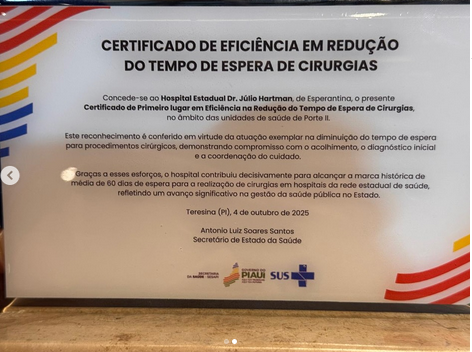 CERTIFICADO DE EFICIÊNCIA EM REDUÇÃO
DO TEMPO DE ESPERA DE CIRURGIAS
Concede-se ao Hospital Estadual Dr. Júlio Hartman, de Esperantina, o presente
Certificado de Primeiro lugar em Eficiência na Redução do Tempo de Espera de Cirurgias,
no âmbito das unidades de saúde de Porte II.
Este reconhecimento é conferido em virtude da atuação exemplar na diminuição do tempo de espera
para procedimentos cirúrgicos, demonstrando compromisso com o acolhimento, o diagnóstico inicial
e a coordenação do cuidado.
Graças a esses esforços, o hospital contribuiu decisivamente para alcançar a marca histórica de
média de 60 dias de espera para a realização de cirurgias em hospitais da rede estadual de saúde,
refletindo um avanço significativo na gestão da saúde pública no Estado.
Teresina (PI), 4 de outubro de 2025
Antonio Luiz Soares Santos
Secretário de Estado da Saúde
SECRETARIA
DA SAÚDE - SESAPI
GOVERNO DO
PIAUÍ
SUS